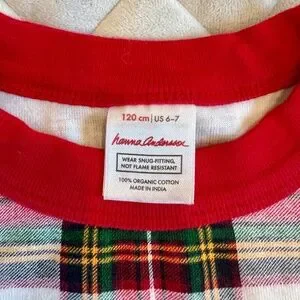 120 cm | US 6-7
hanna andersson
WEAR SNUG-FITTING,
NOT FLAME RESISTANT
100% ORGANIC COTTON
MADE IN INDIA